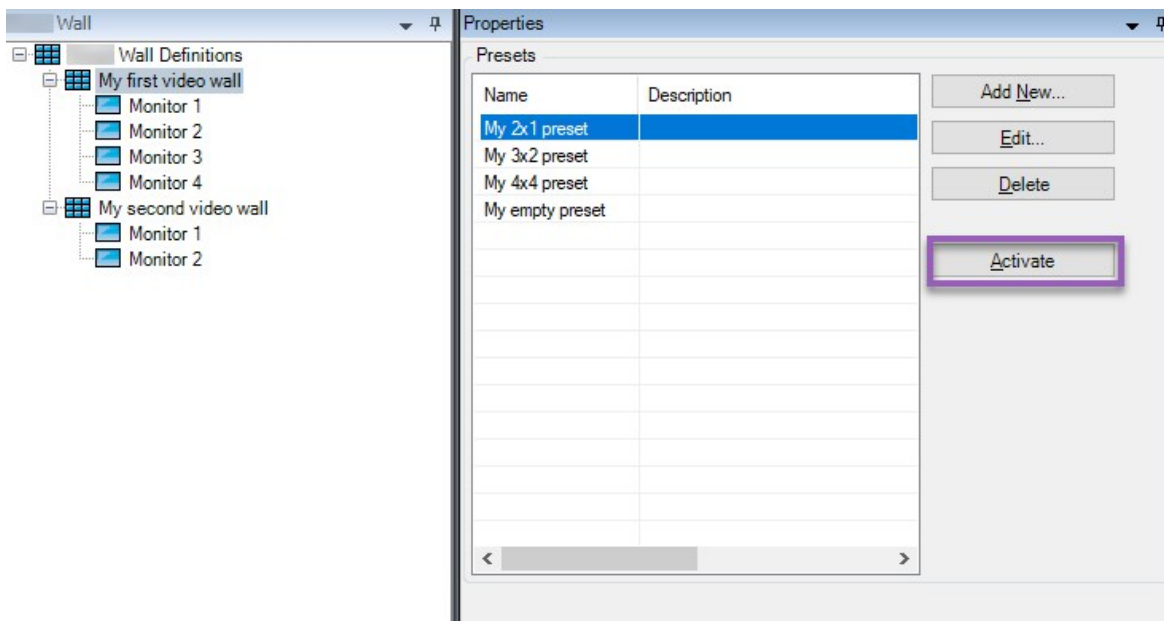 Wall
Wall Definitions
My first video wall
Monitor 1
Monitor 2
Monitor 3
Monitor 4
My second video wall
Monitor 1
Monitor 2
Properties
Presets
Name Description
My 2x1 preset
My 3x2 preset
My 4x4 preset
My empty preset
Add New...
Edit...
Delete
Activate